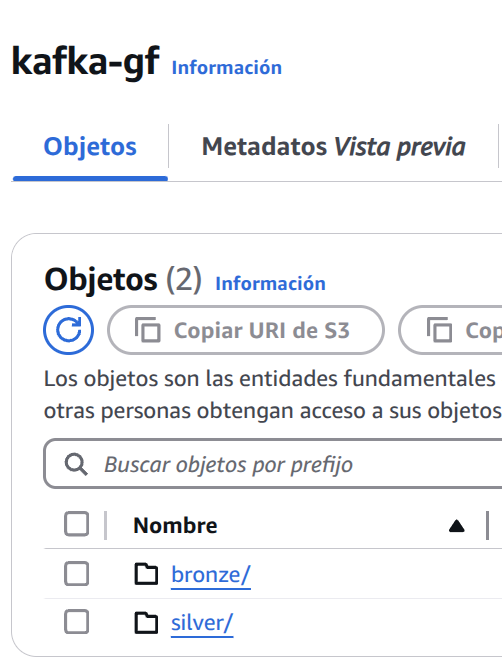 kafka-gf Información
Objetos Metadatos Vista previa
Objetos (2) Información
Copiar URI de S3 Cop
Los objetos son las entidades fundamentales
otras personas obtengan acceso a sus objetos
Buscar objetos por prefijo
Nombre
bronze/
silver/